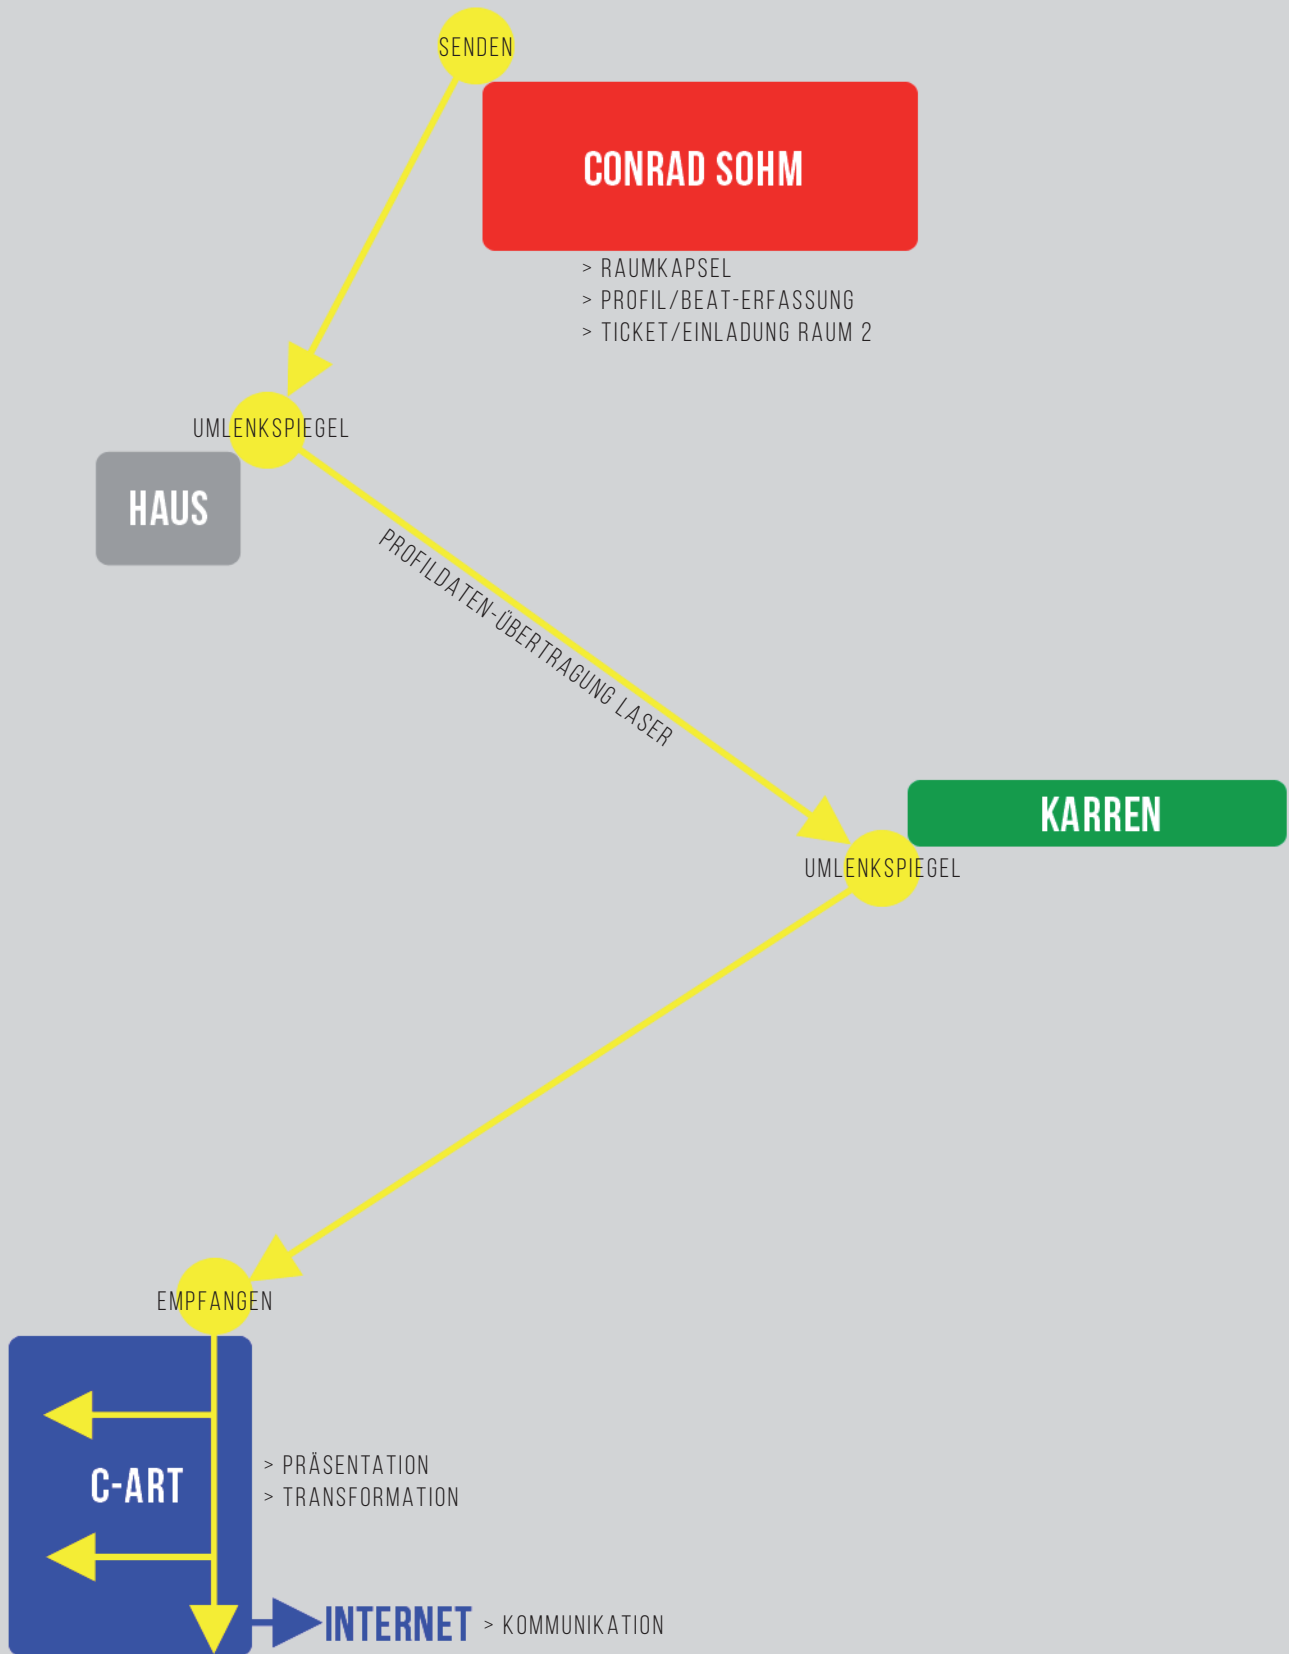 SENDEN
CONRAD SOHM
> RAUMKAPSEL
> PROFIL/BEAT-ERFASSUNG
> TICKET/EINLADUNG RAUM 2
UMLENKSPIEGEL
HAUS
PROFILDATEN-ÜBERTRAGUNG LASER
KARREN
UMLENKSPIEGEL
EMPFANGEN
C-ART
> PRÄSENTATION
> TRANSFORMATION
INTERNET > KOMMUNIKATION